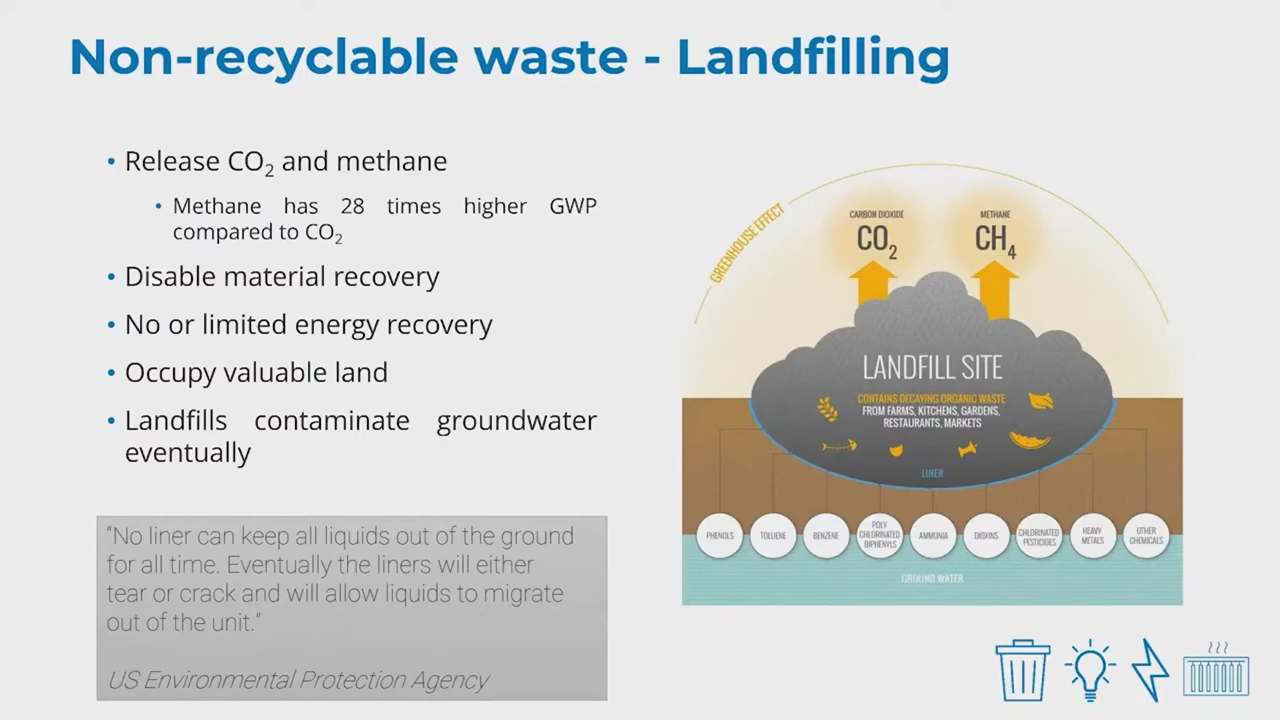 Non-recyclable waste - Landfilling
• Release CO₂ and methane
• Methane has 28 times higher GWP
compared to CO₂
• Disable material recovery
• No or limited energy recovery
• Occupy valuable land
• Landfills contaminate groundwater
eventually
“No liner can keep all liquids out of the ground
for all time. Eventually the liners will either
tear or crack and will allow liquids to migrate
out of the unit.”
US Environmental Protection Agency
GREENHOUSE EFFECT
CARBON DIOXIDE
CO₂
METHANE
CH₄
LANDFILL SITE
CONTAINS DECAYING ORGANIC WASTE
FROM FARMS, KITCHENS, GARDENS,
RESTAURANTS, MARKETS
LINER
PHENOLS
TOLUENE
BENZENE
POLY
CHLORINATED
BIPHENYLS
AMMONIA
DIOXINS
CHLORINATED
PESTICIDES
HEAVY
METALS
OTHER
CHEMICALS
GROUND WATER